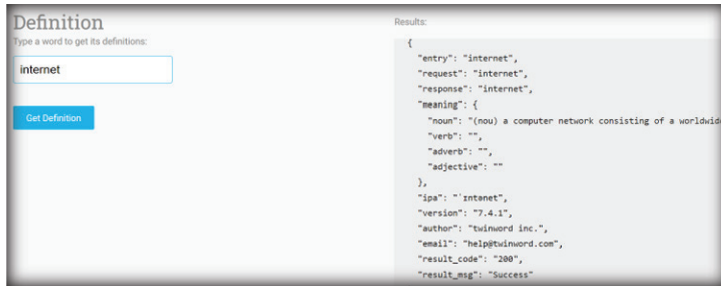 Definition
Type a word to get its definitions:
internet
Get Definition
Results:
{
"entry": "internet",
"request": "internet",
"response": "internet",
"meaning": {
"noun": "(nou) a computer network consisting of a worldwide
"verb": "",
"adverb": "",
"adjective": ""
},
"ipa": "ˈɪntənet",
"version": "7.4.1",
"author": "twinword inc.",
"email": "help@twinword.com",
"result_code": "200",
"result_msg": "Success"